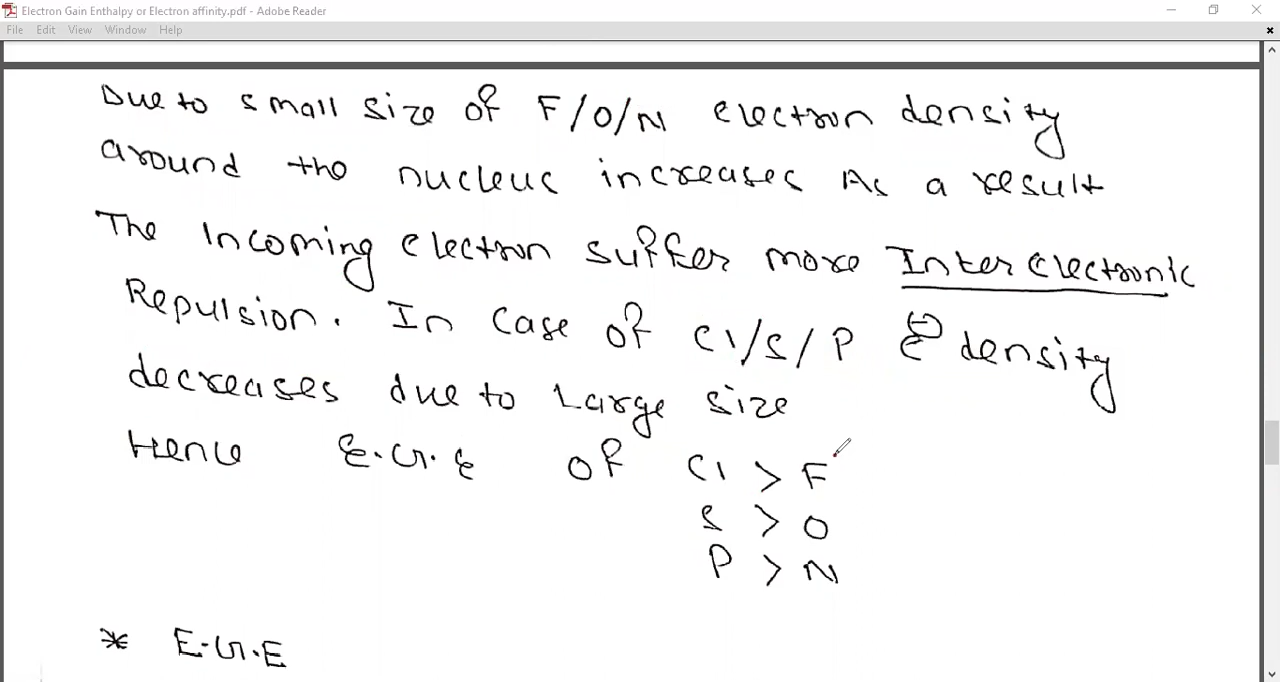 Electron Gain Enthalpy or Electron affinity.pdf - Adobe Reader
File Edit View Window Help
Due to small size of F/O/N electron density
around the nucleus increases As a result
The Incoming electron suffer more Inter electronic
Repulsion. In case of Cl/S/P e⊖ density
decreases due to Large size
Hence E.G.E of Cl > F
S > O
P > N
* E.G.E